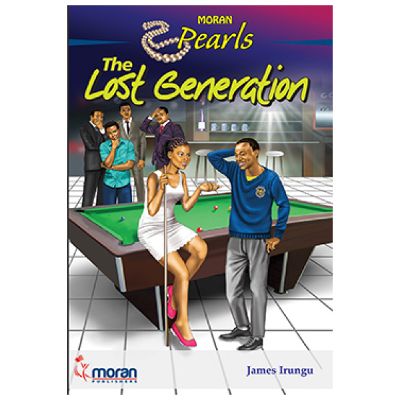 MORAN
Pearls
The
Lost Generation
moran
PUBLISHERS
James Irungu